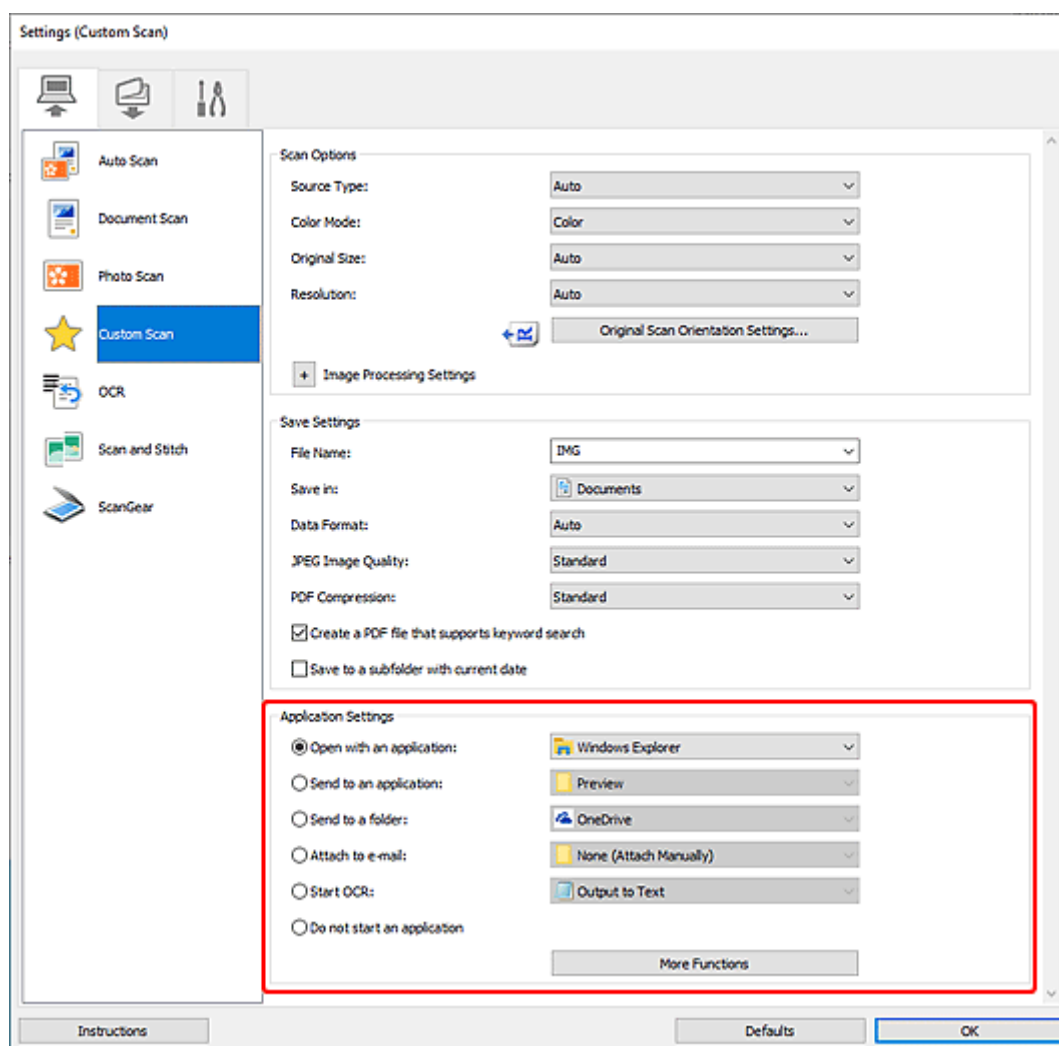 Settings (Custom Scan)
Auto Scan
Document Scan
Photo Scan
Custom Scan
OCR
Scan and Stitch
ScanGear
Scan Options
Source Type: Auto
Color Mode: Color
Original Size: Auto
Resolution: Auto
Original Scan Orientation Settings...
+ Image Processing Settings
Save Settings
File Name: IMG
Save in: Documents
Data Format: Auto
JPEG Image Quality: Standard
PDF Compression: Standard
Create a PDF file that supports keyword search
Save to a subfolder with current date
Application Settings
Open with an application: Windows Explorer
Send to an application: Preview
Send to a folder: OneDrive
Attach to e-mail: None (Attach Manually)
Start OCR: Output to Text
Do not start an application
More Functions
Instructions Defaults OK